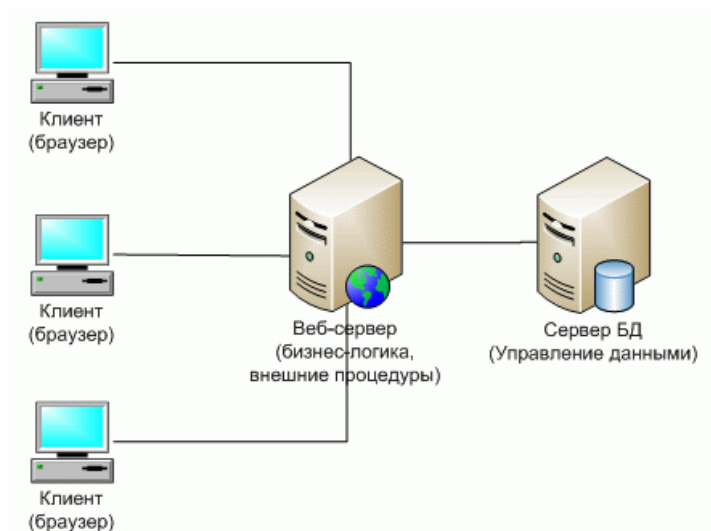 Клиент
(браузер)
Клиент
(браузер)
Веб-сервер
(бизнес-логика,
внешние процедуры)
Сервер БД
(Управление данными)
Клиент
(браузер)